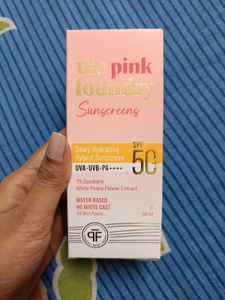 the pink
foundry
Sunscreens
Dewy Hydrating
Hybrid Sunscreen
SPF
50
UVA-UVB-PA++++
1% Squalane
White Peony Flower Extract
WATER BASED
NO WHITE CAST
All Skin Types
50 ml
PF